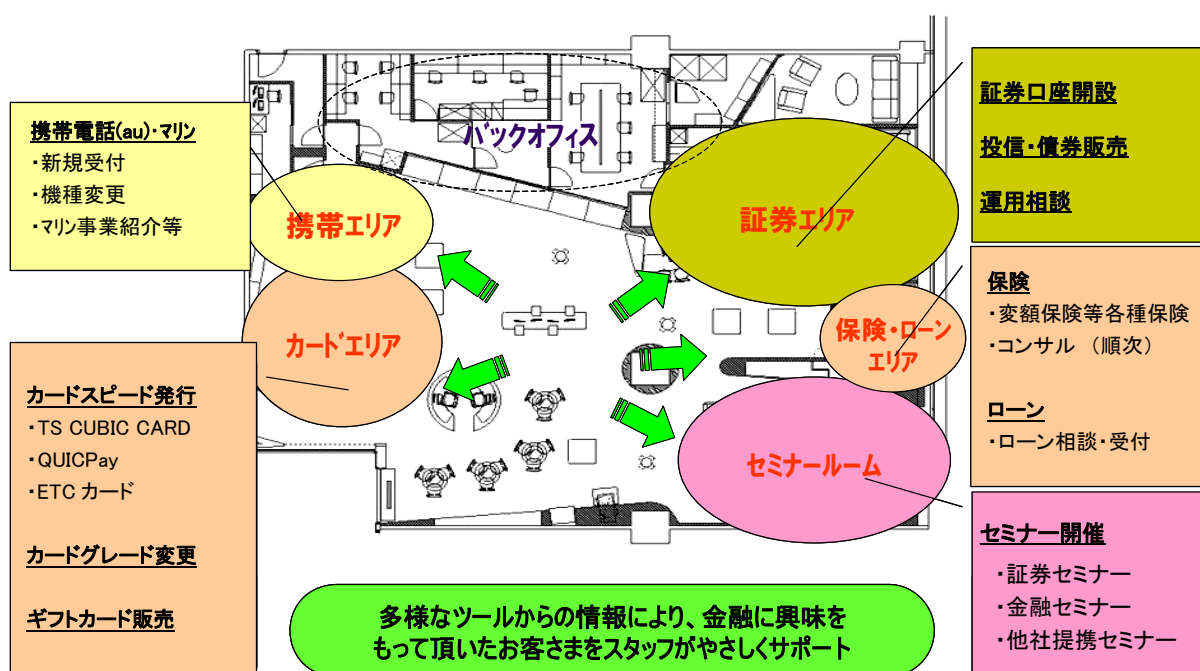 携帯電話(au)・マリン
・新規受付
・機種変更
・マリン事業紹介等
カードスピード発行
・TS CUBIC CARD
・QUICPay
・ETC カード
カードグレード変更
ギフトカード販売
バックオフィス
携帯エリア
カードエリア
証券エリア
保険・ローン
エリア
セミナールーム
証券口座開設
投信・債券販売
運用相談
保険
・変額保険等各種保険
・コンサル （順次）
ローン
・ローン相談・受付
セミナー開催
・証券セミナー
・金融セミナー
・他社提携セミナー
多様なツールからの情報により、金融に興味を
もって頂いたお客さまをスタッフがやさしくサポート